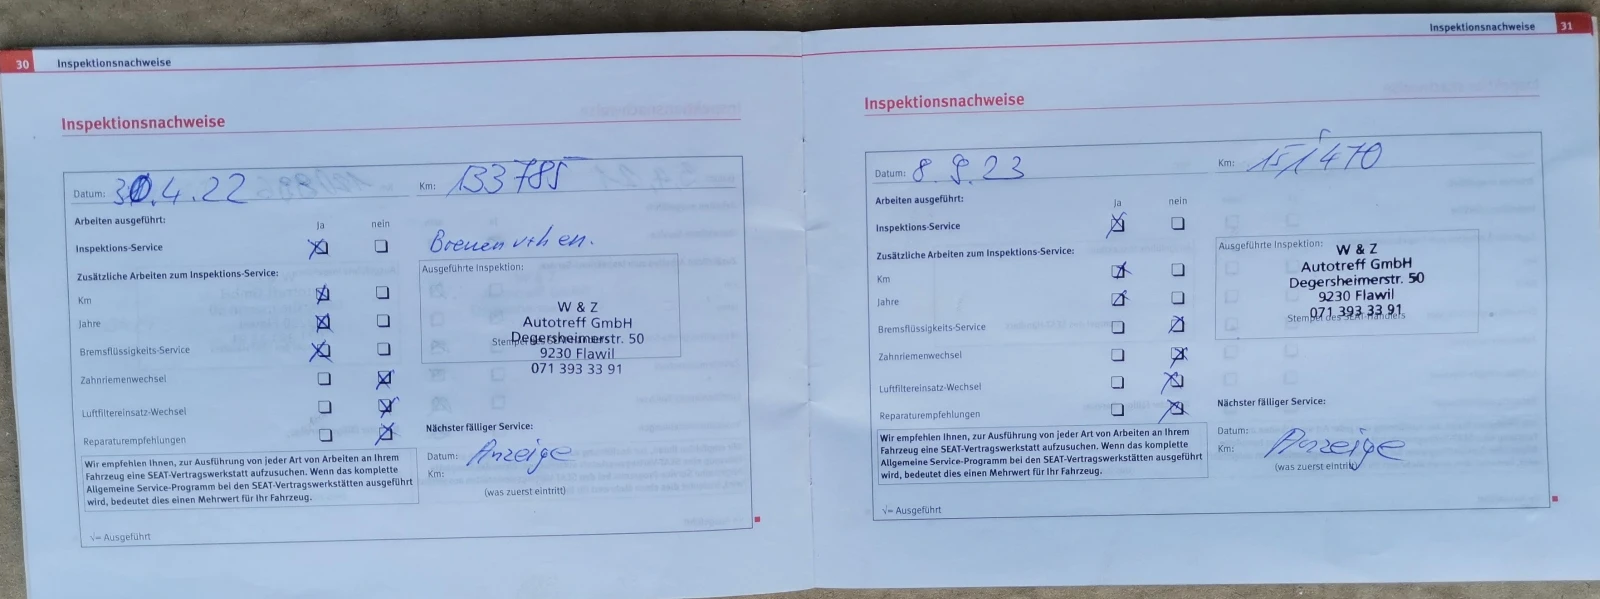 30 Inspektionsnachweise
Inspektionsnachweise
Datum: 30.4.22 Km: 133785
Arbeiten ausgeführt:
ja nein
Inspektions-Service
Zusätzliche Arbeiten zum Inspektions-Service:
Km
Jahre
Bremsflüssigkeits-Service
Zahnriemenwechsel
Luftfiltereinsatz-Wechsel
Reparaturempfehlungen
Wir empfehlen Ihnen, zur Ausführung von jeder Art von Arbeiten an Ihrem
Fahrzeug eine SEAT-Vertragswerkstatt aufzusuchen. Wenn das komplette
Allgemeine Service-Programm bei den SEAT-Vertragswerkstätten ausgeführt
wird, bedeutet dies einen Mehrwert für Ihr Fahrzeug.
√= Ausgeführt
Ausgeführte Inspektion:
W & Z
Autotreff GmbH
Degersheimerstr. 50
9230 Flawil
071 393 33 91
Nächster fälliger Service:
Datum: Anzeige
Km:
(was zuerst eintritt)
Inspektionsnachweise 31
Inspektionsnachweise
Datum: 8.9.23 Km: 151470
Arbeiten ausgeführt:
ja nein
Inspektions-Service
Zusätzliche Arbeiten zum Inspektions-Service:
Km
Jahre
Bremsflüssigkeits-Service
Zahnriemenwechsel
Luftfiltereinsatz-Wechsel
Reparaturempfehlungen
Wir empfehlen Ihnen, zur Ausführung von jeder Art von Arbeiten an Ihrem
Fahrzeug eine SEAT-Vertragswerkstatt aufzusuchen. Wenn das komplette
Allgemeine Service-Programm bei den SEAT-Vertragswerkstätten ausgeführt
wird, bedeutet dies einen Mehrwert für Ihr Fahrzeug.
√= Ausgeführt
Ausgeführte Inspektion:
W & Z
Autotreff GmbH
Degersheimerstr. 50
9230 Flawil
071 393 33 91
Stempel des SEAT-Händlers
Nächster fälliger Service:
Datum:
Km: Anzeige
(was zuerst eintritt)